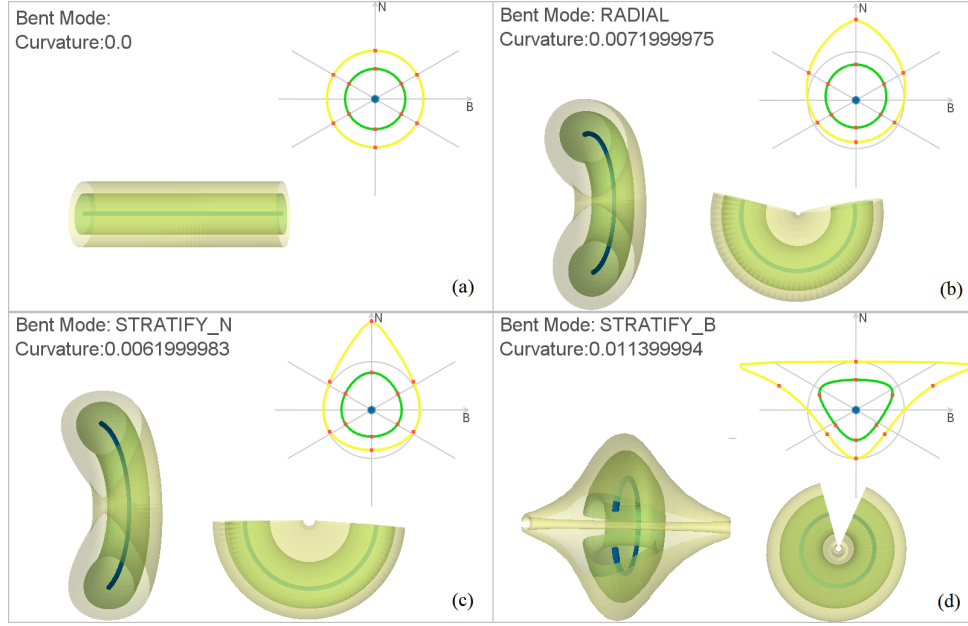 Bent Mode:
Curvature:0.0
N
B
(a)
Bent Mode: RADIAL
Curvature:0.0071999975
N
B
(b)
Bent Mode: STRATIFY_N
Curvature:0.0061999983
N
B
(c)
Bent Mode: STRATIFY_B
Curvature:0.011399994
N
B
(d)